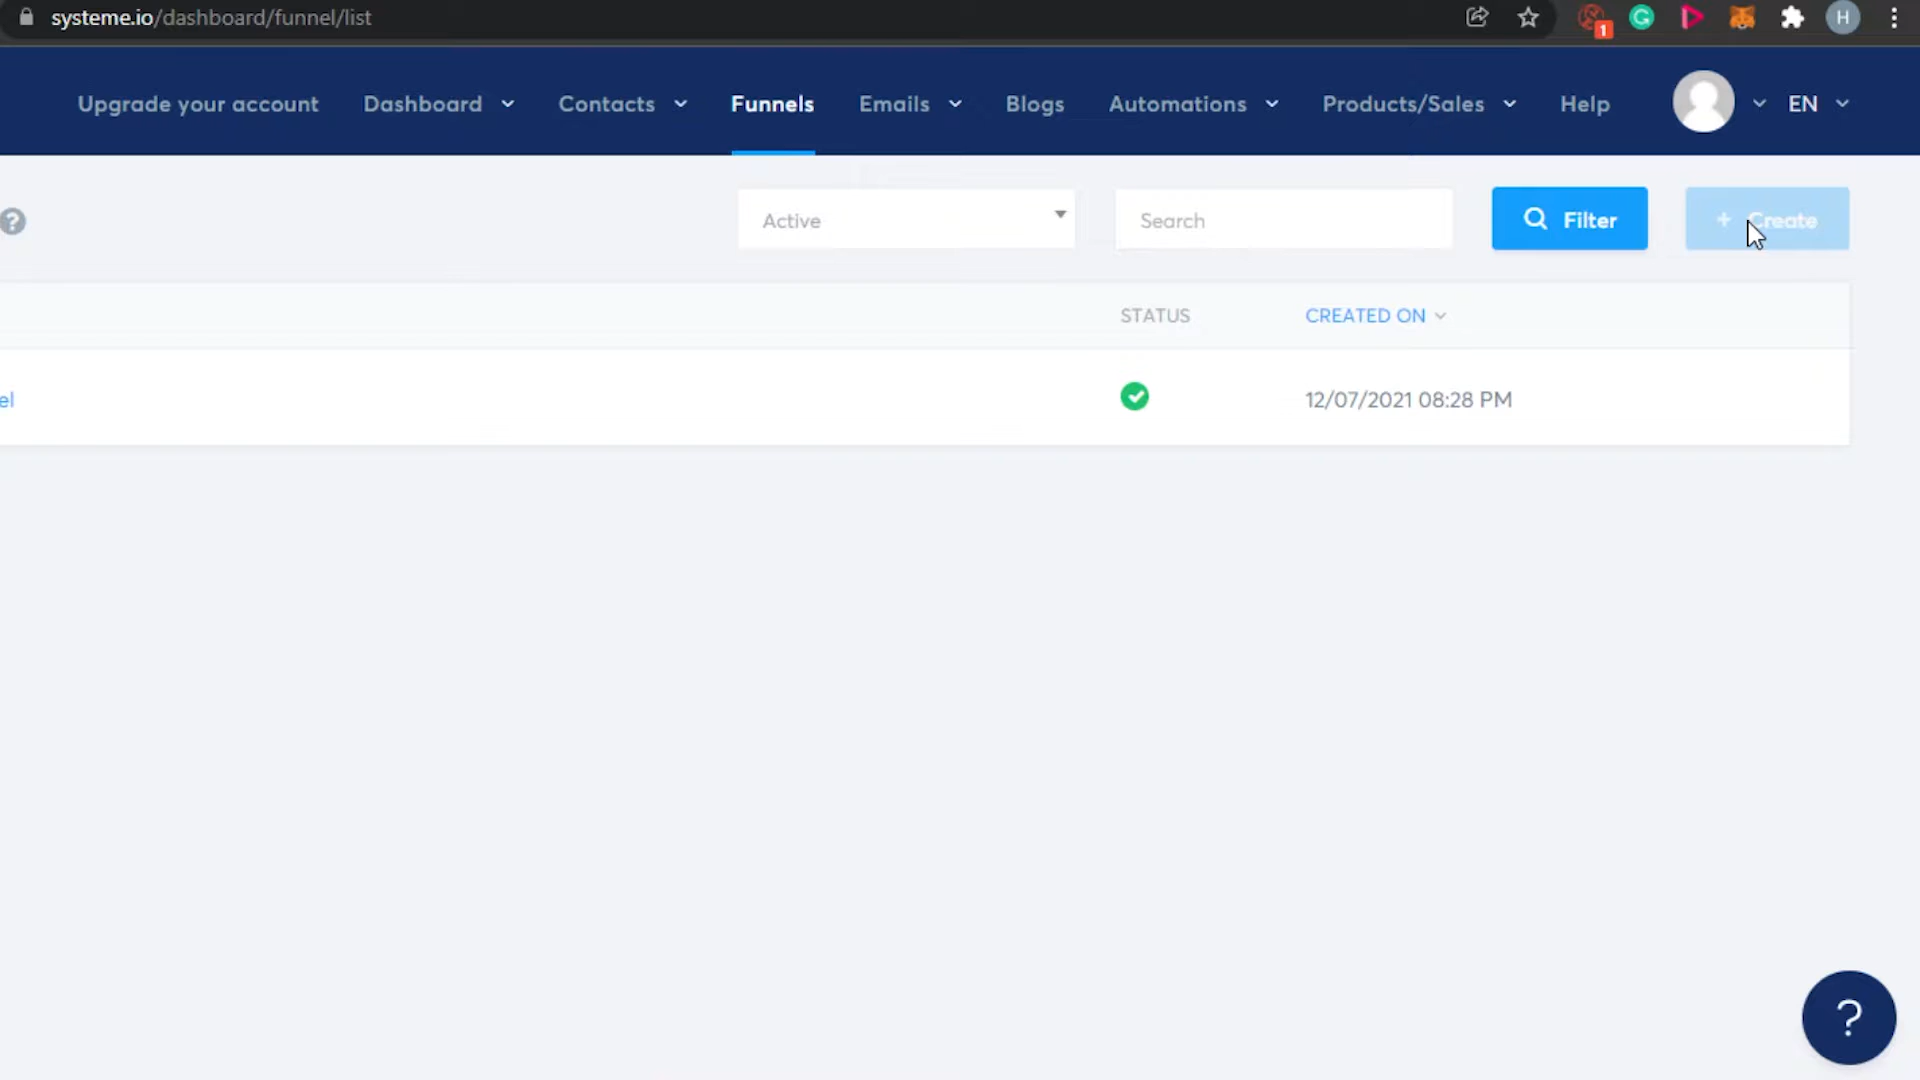 systeme.io/dashboard/funnel/list
1
H
Upgrade your account Dashboard Contacts Funnels Emails Blogs Automations Products/Sales Help EN
?
Active
Search
Filter
+ Create
STATUS CREATED ON
el
12/07/2021 08:28 PM
?